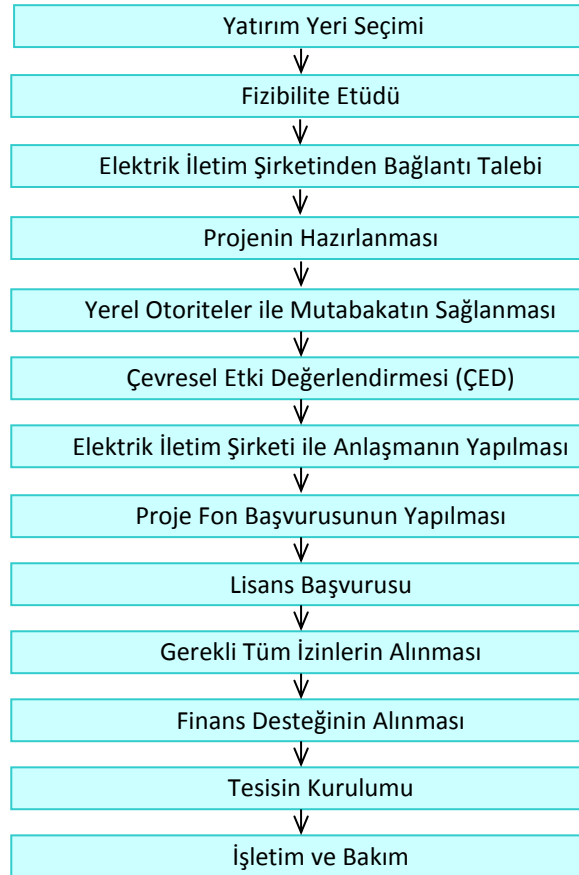 Yatırım Yeri Seçimi
Fizibilite Etüdü
Elektrik İletim Şirketinden Bağlantı Talebi
Projenin Hazırlanması
Yerel Otoriteler ile Mutabakatın Sağlanması
Çevresel Etki Değerlendirmesi (ÇED)
Elektrik İletim Şirketi ile Anlaşmanın Yapılması
Proje Fon Başvurusunun Yapılması
Lisans Başvurusu
Gerekli Tüm İzinlerin Alınması
Finans Desteğinin Alınması
Tesisin Kurulumu
İşletim ve Bakım